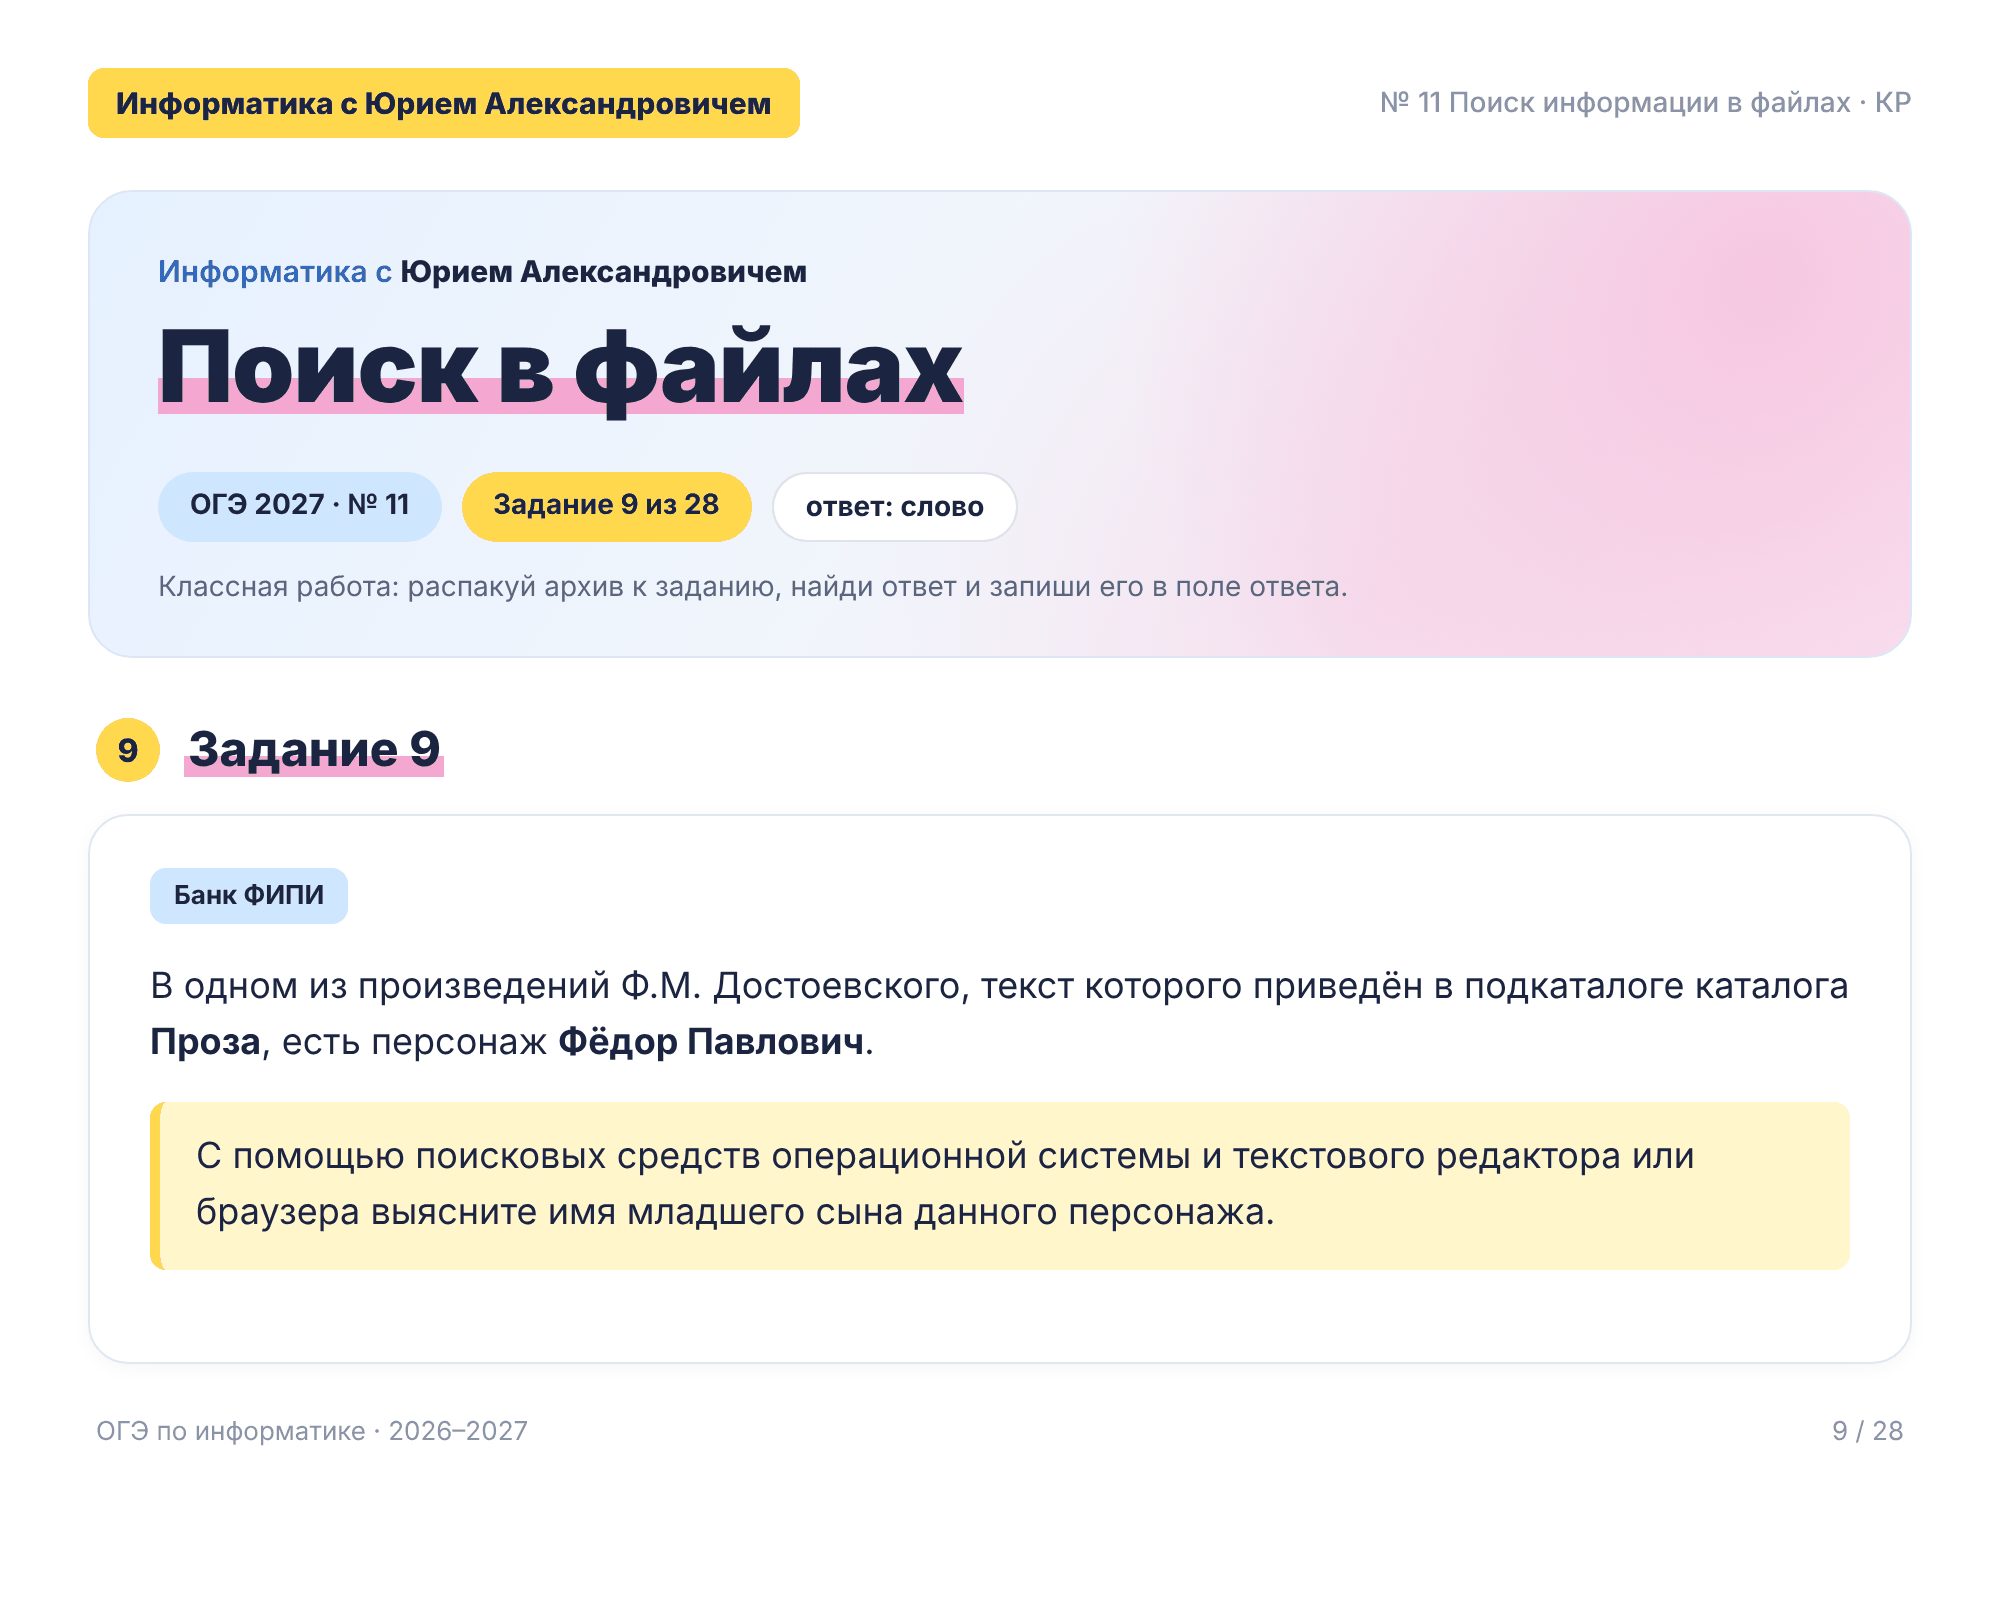 Информатика с Юрием Александровичем
№ 11 Поиск информации в файлах · КР
Информатика с Юрием Александровичем
Поиск в файлах
ОГЭ 2027 · № 11
Задание 9 из 28
ответ: слово
Классная работа: распакуй архив к заданию, найди ответ и запиши его в поле ответа.
9
Задание 9
Банк ФИПИ
В одном из произведений Ф.М. Достоевского, текст которого приведён в подкаталоге каталога
Проза, есть персонаж Фёдор Павлович.
С помощью поисковых средств операционной системы и текстового редактора или
браузера выясните имя младшего сына данного персонажа.
ОГЭ по информатике · 2026–2027
9 / 28